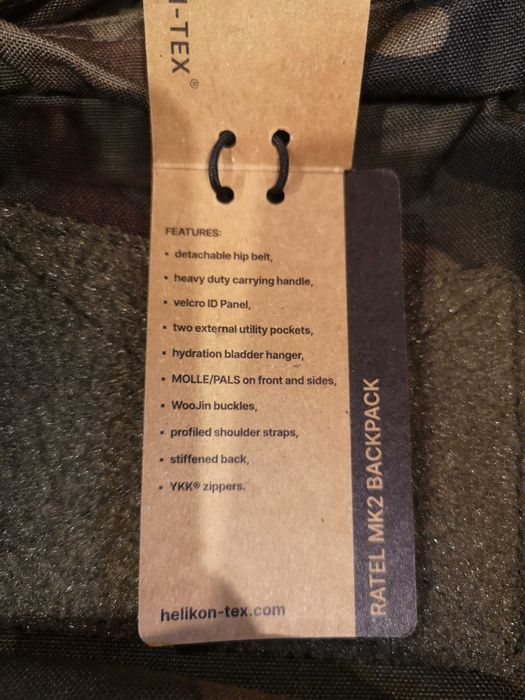 -TEX®
FEATURES:
▪ detachable hip belt,
▪ heavy duty carrying handle,
▪ velcro ID Panel,
▪ two external utility pockets,
▪ hydration bladder hanger,
▪ MOLLE/PALS on front and sides,
▪ WooJin buckles,
▪ profiled shoulder straps,
▪ stiffened back,
▪ YKK® zippers.
helikon-tex.com
RATEL MK2 BACKPACK